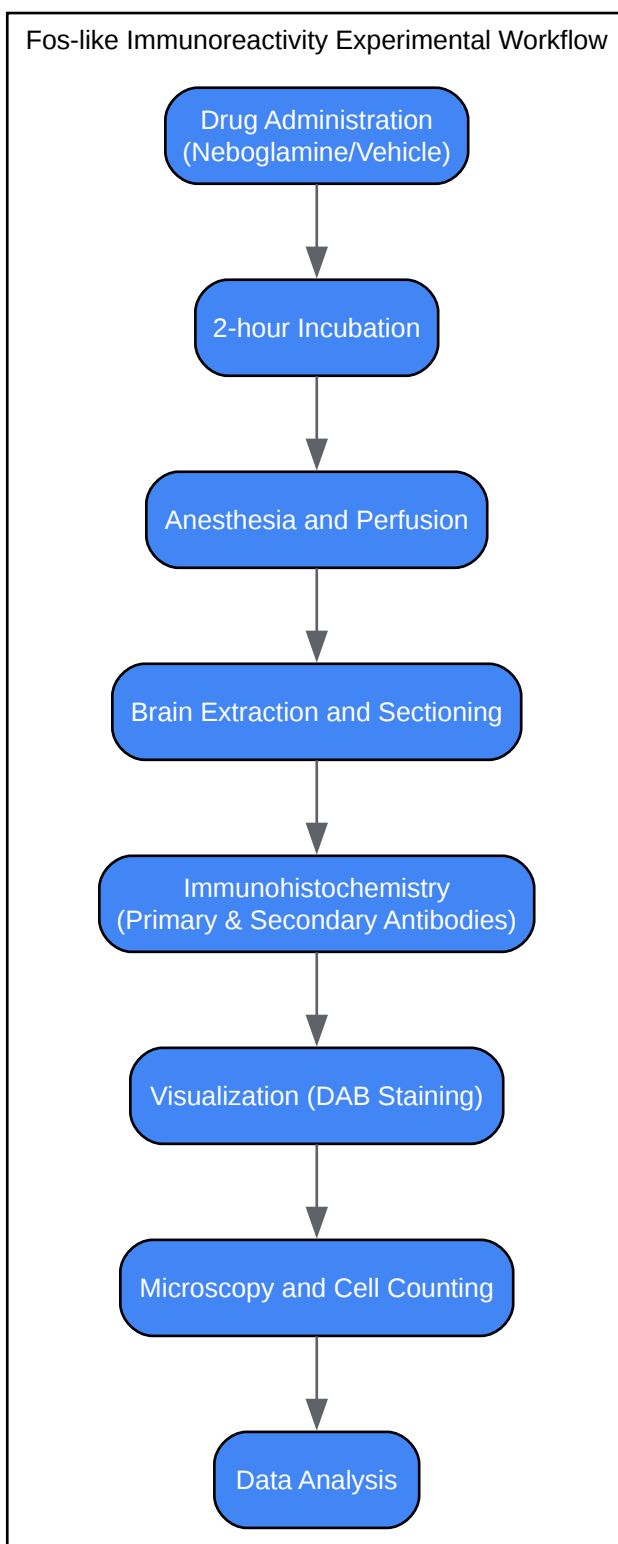 Fos-like Immunoreactivity Experimental Workflow
Drug Administration
(Neboglamine/Vehicle)
2-hour Incubation
Anesthesia and Perfusion
Brain Extraction and Sectioning
Immunohistochemistry
(Primary & Secondary Antibodies)
Visualization (DAB Staining)
Microscopy and Cell Counting
Data Analysis